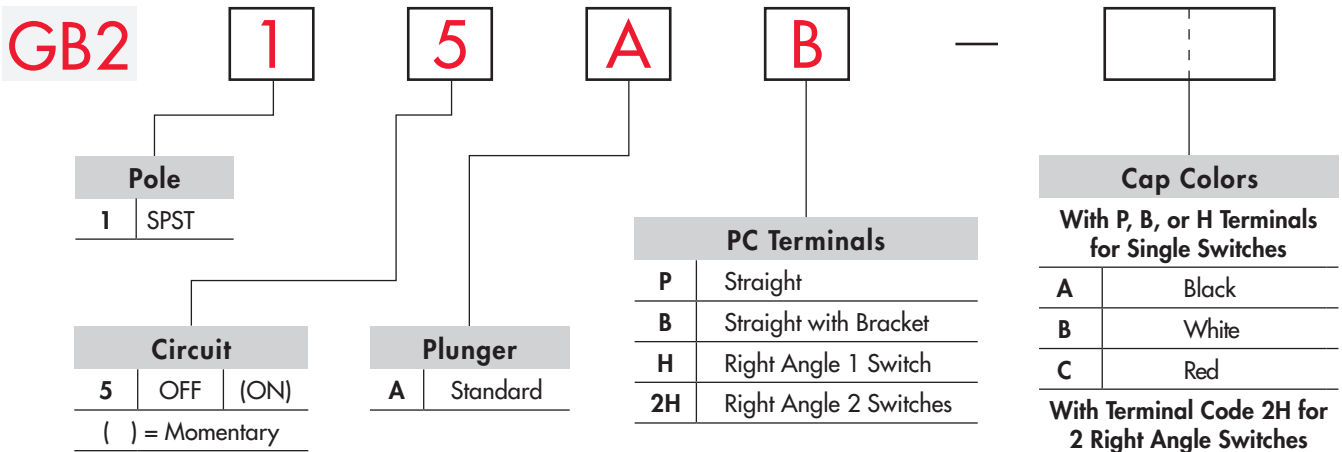 GB2 1 5 A B —
Pole
1 SPST
Circuit
5 OFF (ON)
( ) = Momentary
Plunger
A Standard
PC Terminals
P Straight
B Straight with Bracket
H Right Angle 1 Switch
2H Right Angle 2 Switches
Cap Colors
With P, B, or H Terminals
for Single Switches
A Black
B White
C Red
With Terminal Code 2H for
2 Right Angle Switches